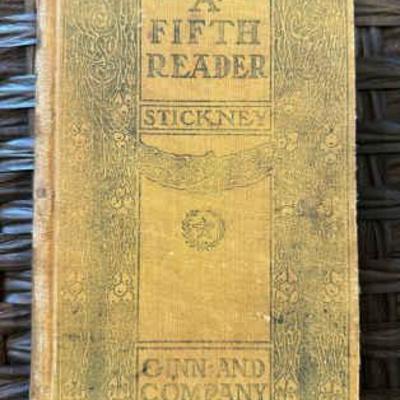 A
FIFTH
READER
STICKNEY
GINN·AND
COMPANY